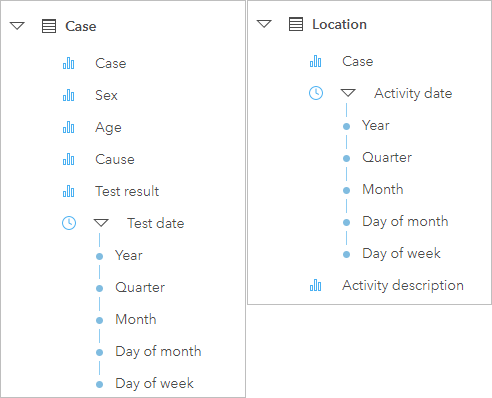 Case
Case
Sex
Age
Cause
Test result
Test date
Year
Quarter
Month
Day of month
Day of week
Location
Case
Activity date
Year
Quarter
Month
Day of month
Day of week
Activity description